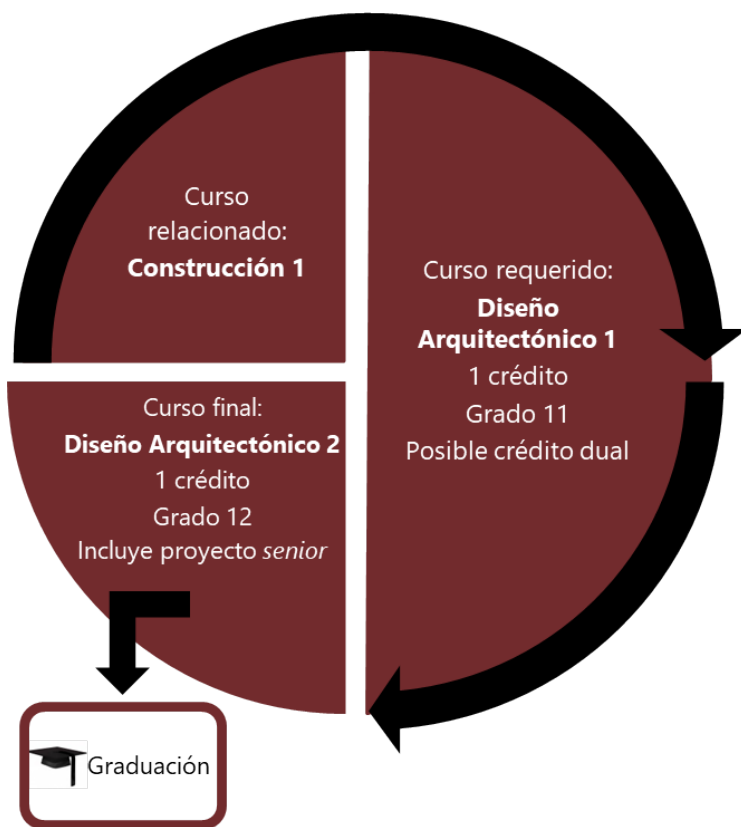 Curso
relacionado:
Construcción 1
Curso requerido:
Diseño
Arquitectónico 1
1 crédito
Grado 11
Posible crédito dual
Curso final:
Diseño Arquitectónico 2
1 crédito
Grado 12
Incluye proyecto senior
Graduación